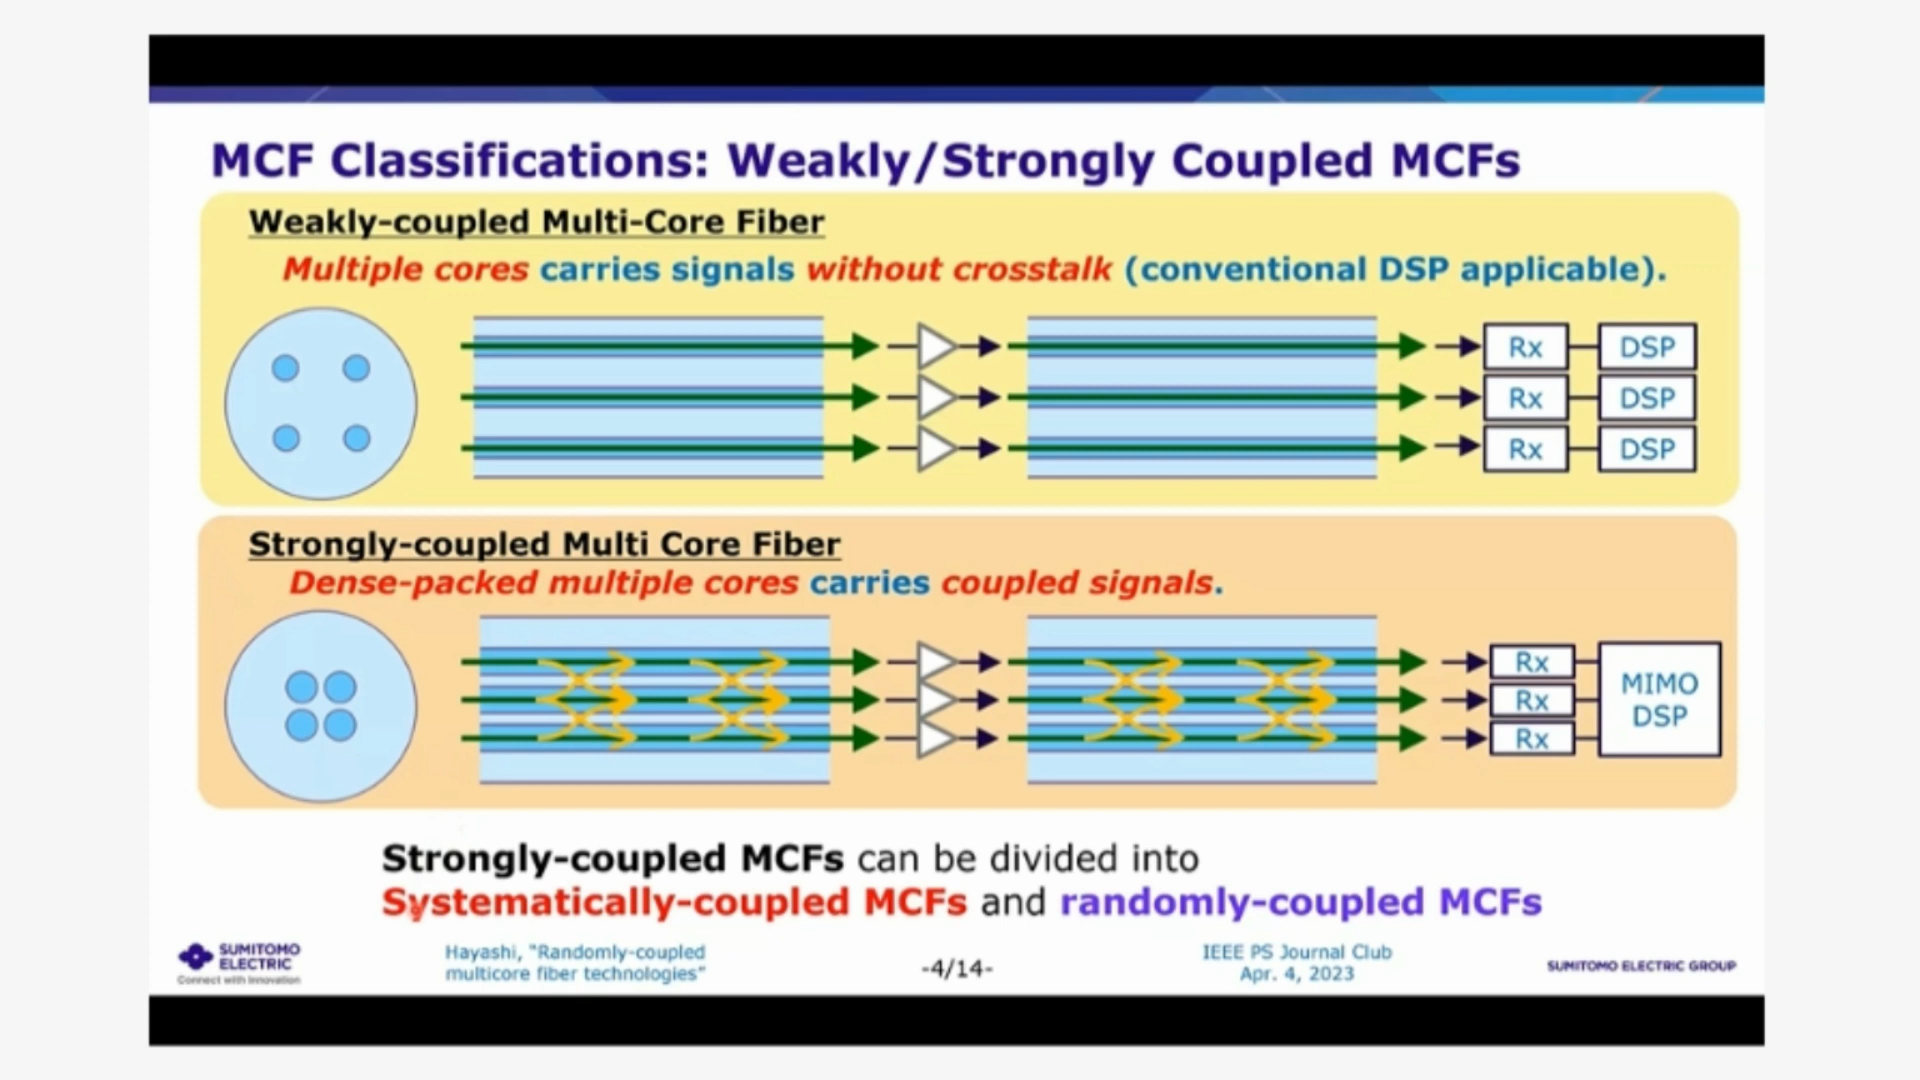 MCF Classifications: Weakly/Strongly Coupled MCFs
Weakly-coupled Multi-Core Fiber
Multiple cores carries signals without crosstalk (conventional DSP applicable).
Rx DSP
Rx DSP
Rx DSP
Strongly-coupled Multi Core Fiber
Dense-packed multiple cores carries coupled signals.
Rx
Rx
Rx
MIMO
DSP
Strongly-coupled MCFs can be divided into
Systematically-coupled MCFs and randomly-coupled MCFs
SUMITOMO
ELECTRIC
Connect with Innovation
Hayashi, "Randomly-coupled
multicore fiber technologies"
-4/14-
IEEE PS Journal Club
Apr. 4, 2023
SUMITOMO ELECTRIC GROUP